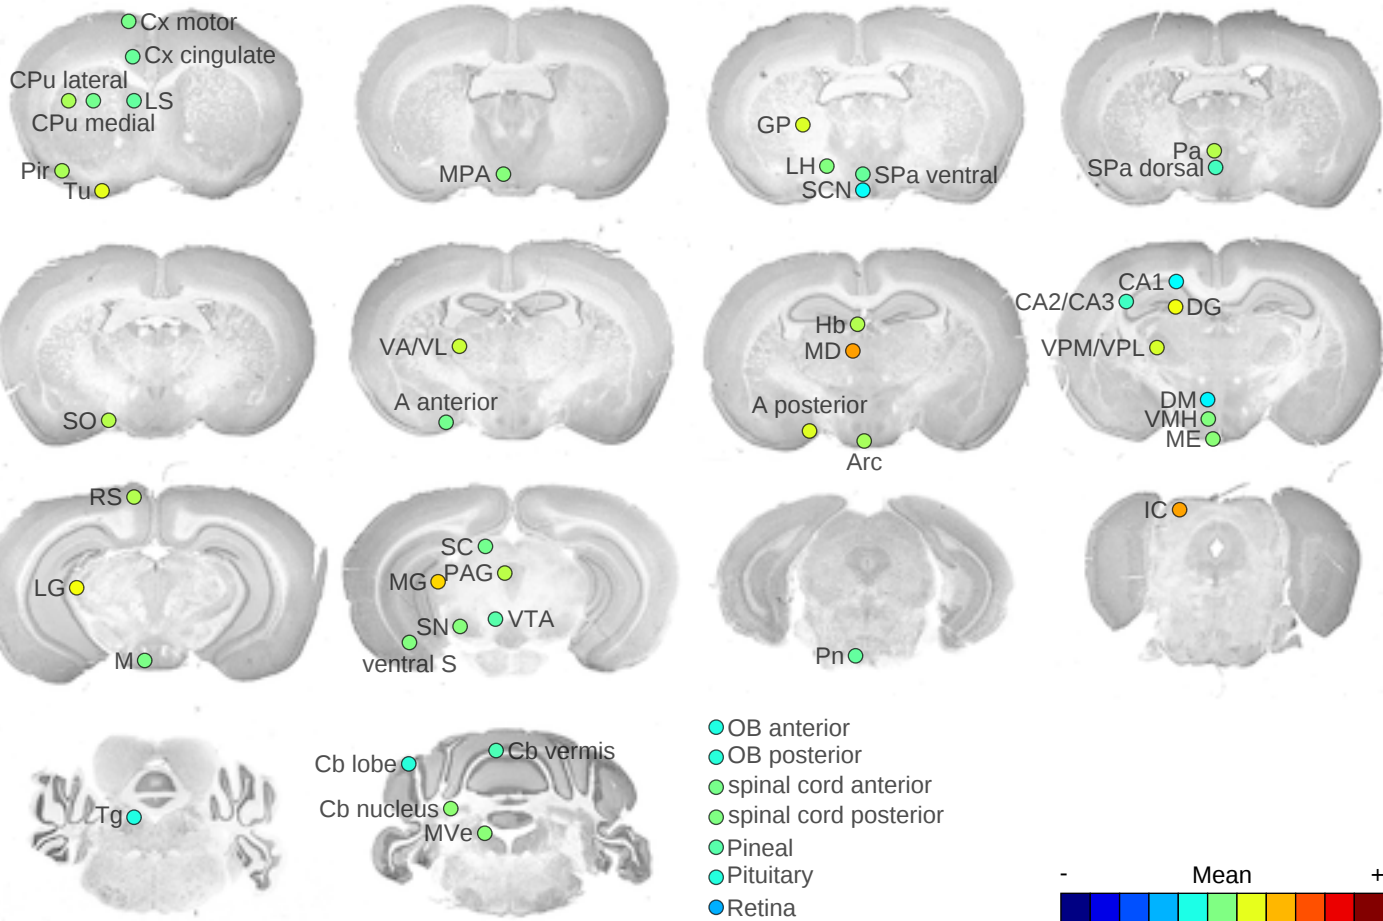 Cx motor
Cx cingulate
CPu lateral
LS
CPu medial
Pir
Tu
MPA
GP
LH
SPa ventral
SCN
Pa
SPa dorsal
SO
VA/VL
A anterior
Hb
MD
A posterior
Arc
CA1
CA2/CA3
DG
VPM/VPL
DM
VMH
ME
RS
LG
M
SC
MG
PAG
SN
VTA
ventral S
Pn
IC
Tg
Cb lobe
Cb vermis
Cb nucleus
MVe
OB anterior
OB posterior
spinal cord anterior
spinal cord posterior
Pineal
Pituitary
Retina
- Mean +